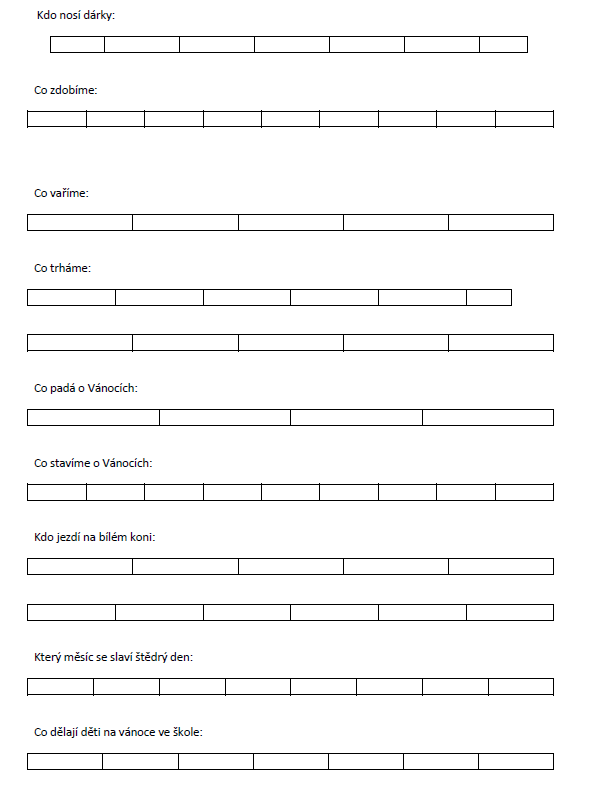 Kdo nosí dárky:
Co zdobíme:
Co vaříme:
Co trháme:
Co padá o Vánocích:
Co stavíme o Vánocích:
Kdo jezdí na bílém koni:
Který měsíc se slaví štědrý den:
Co dělají děti na vánoce ve škole: